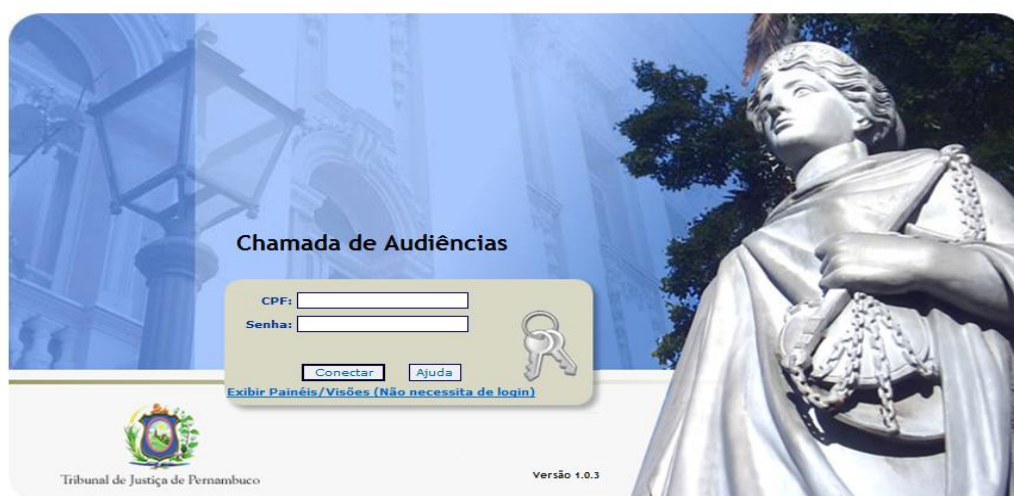 Chamada de Audiências
CPF:
Senha:
Conectar Ajuda
Exibir Painéis/Visões (Não necessita de login)
Tribunal de Justiça de Pernambuco
Versão 1.0.3